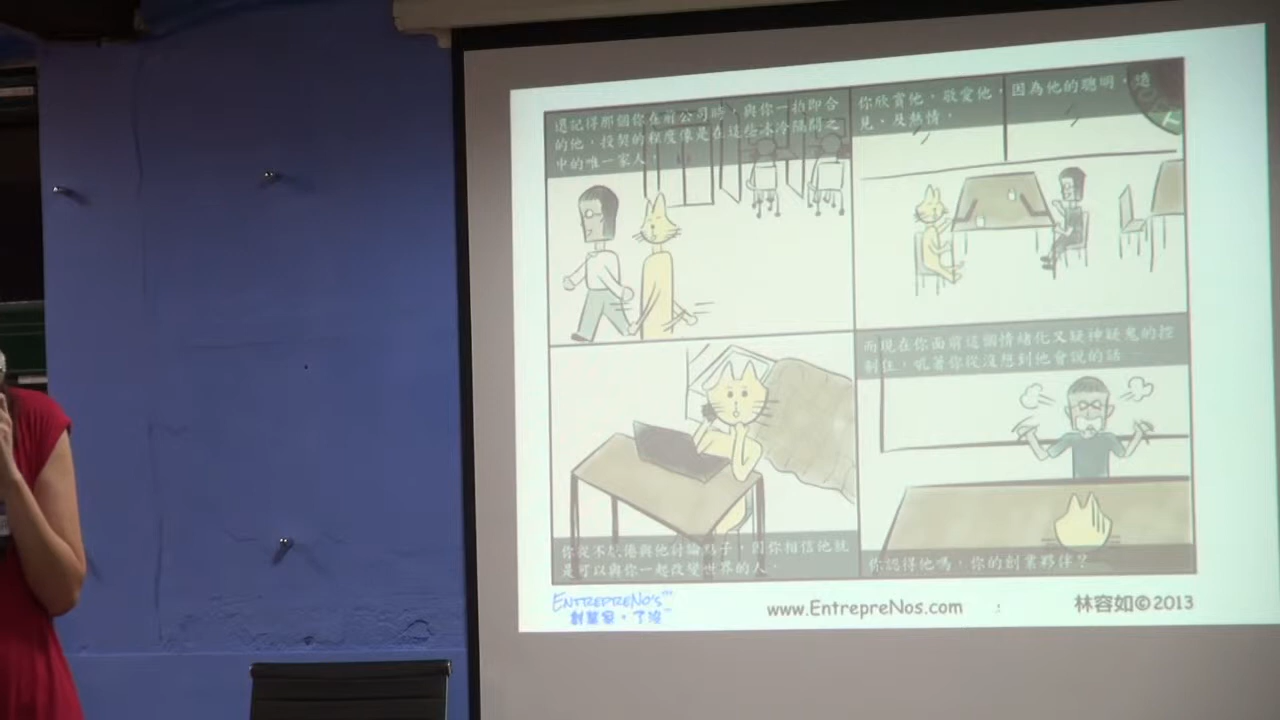 還記得那個你在前公司時，與你一拍即合
的他，投契的程度像是在這些冰冷隔間之
中的唯一家人，
你欣賞他，敬愛他，因為他的聰明，遠
見、及熱情，
你從不疲倦與他討論點子，因你相信他就
是可以與你一起改變世界的人，
而現在你面前這個情緒化又疑神疑鬼的控
制狂，吼著你從沒想到他會說的話
你認得他嗎，你的創業夥伴？
ENTREPRENO'S™
創業家。了沒™
www.EntrepreNos.com
林容如©2013